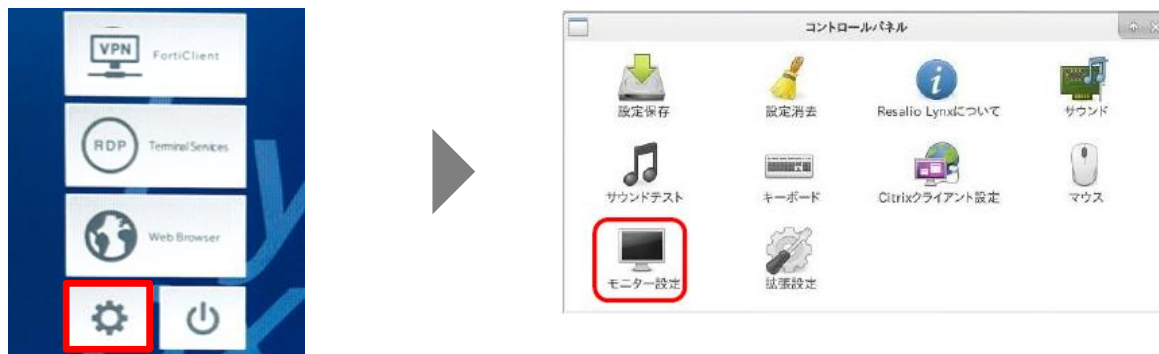 VPN
FortiClient
RDP
Terminal Services
Web Browser
コントロールパネル
設定保存
設定消去
Resalio Lynxについて
サウンド
サウンドテスト
キーボード
Citrixクライアント設定
マウス
モニター設定
拡張設定